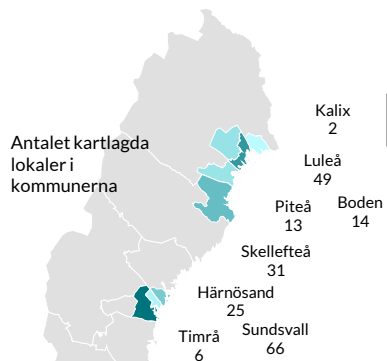 Antalet kartlagda
lokaler i
kommunerna
Kalix
2
Luleå
49
Piteå
13
Boden
14
Skellefteå
31
Härnösand
25
Timrå
6
Sundsvall
66